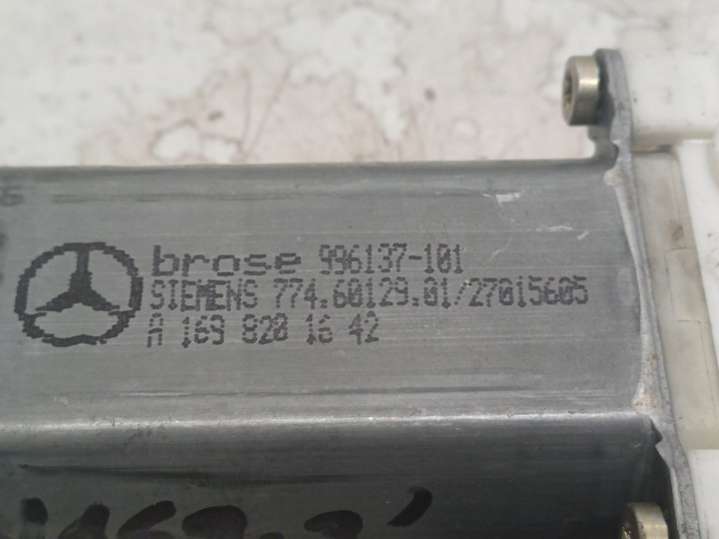 brose 996137-101
SIEMENS 774.60129.01/27015605
A 169 820 16 42